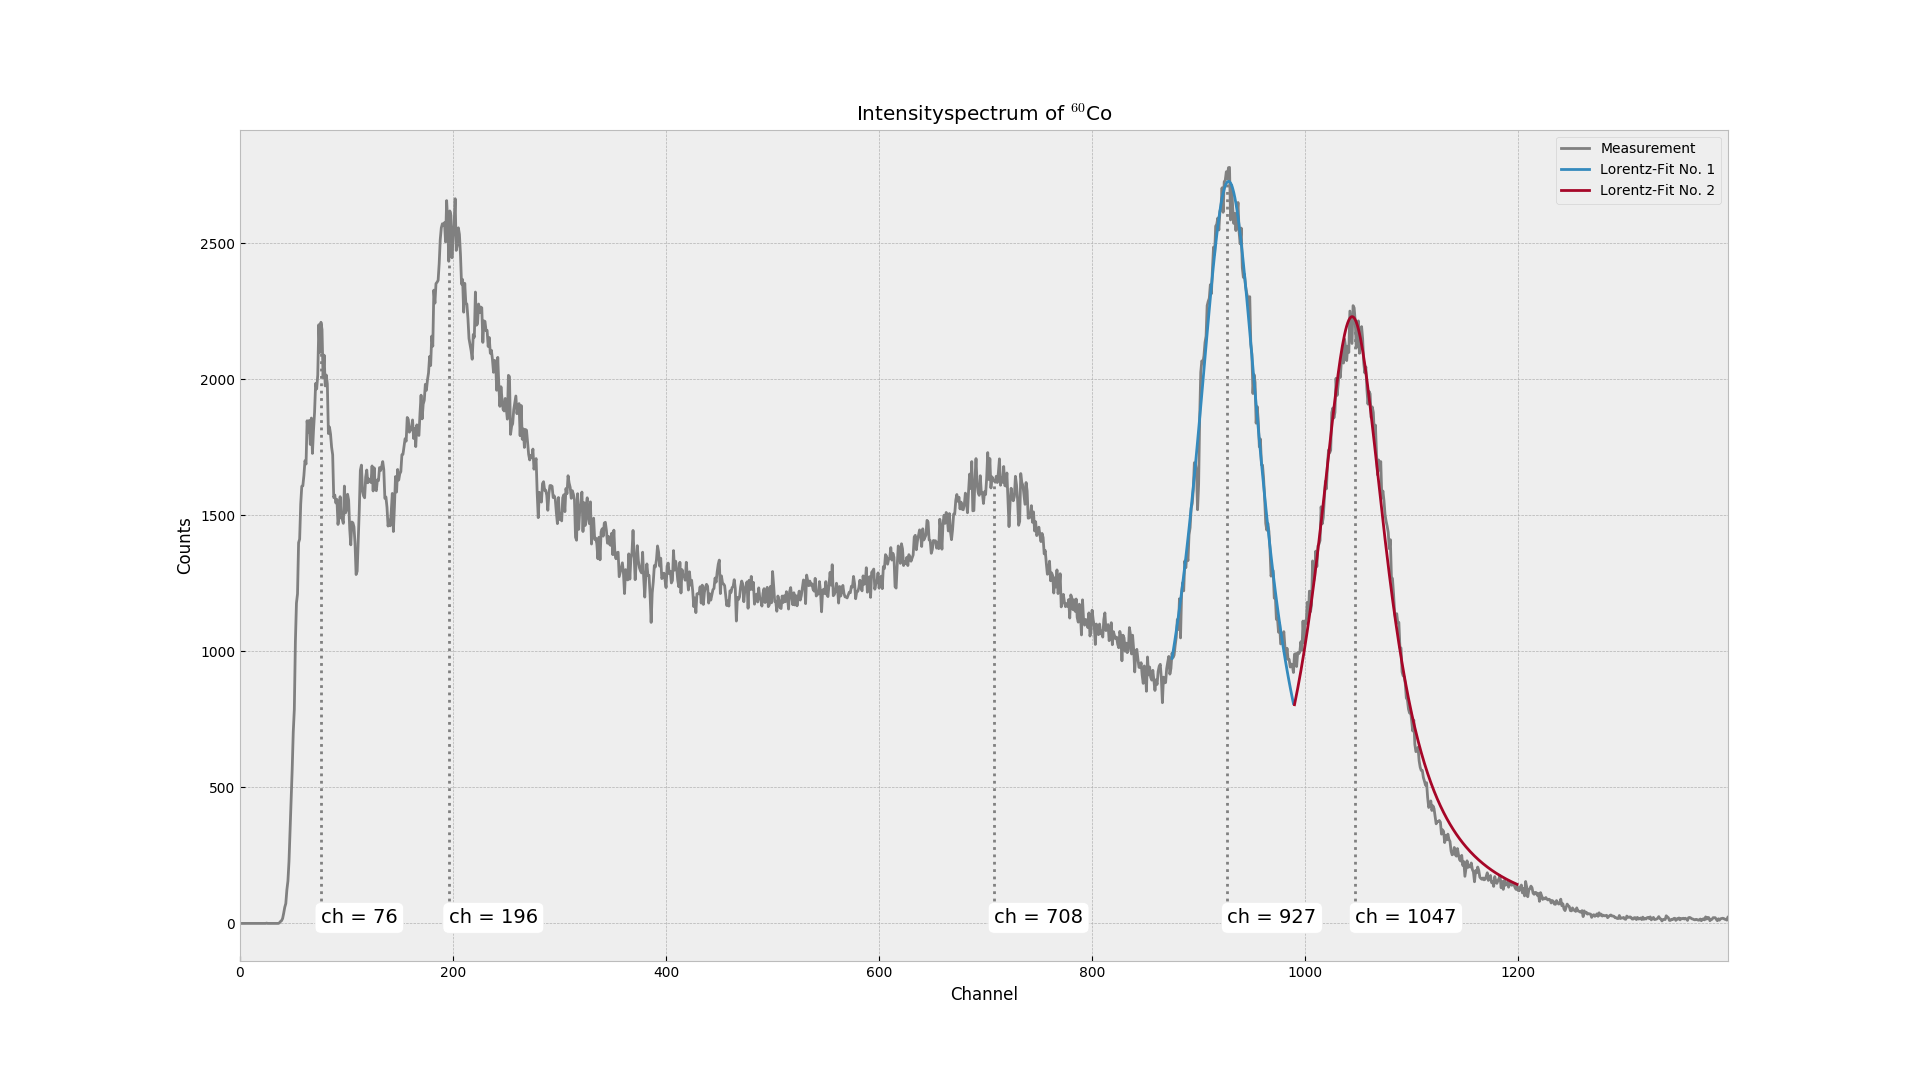 Intensityspectrum of ⁶⁰Co
Measurement
Lorentz-Fit No. 1
Lorentz-Fit No. 2
Counts
2500
2000
1500
1000
500
0
ch = 76
ch = 196
ch = 708
ch = 927
ch = 1047
0
200
400
600
800
1000
1200
Channel